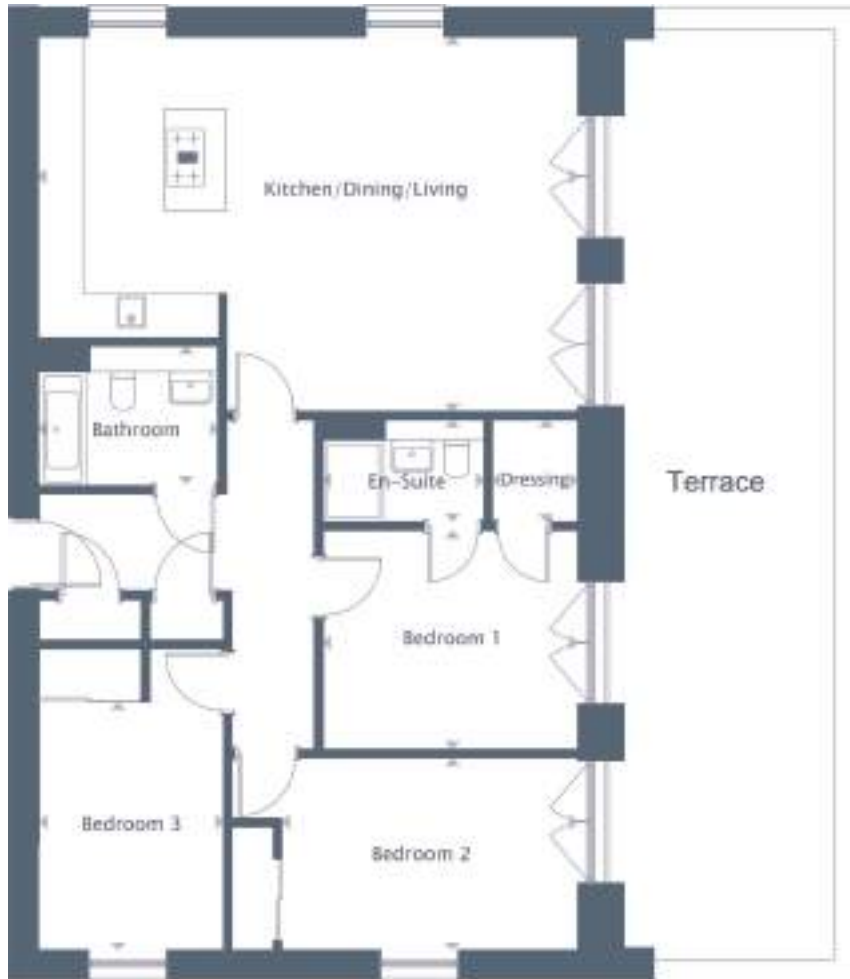 Kitchen/Dining/Living
Bathroom
En-Suite
Dressing
Terrace
Bedroom 1
Bedroom 3
Bedroom 2